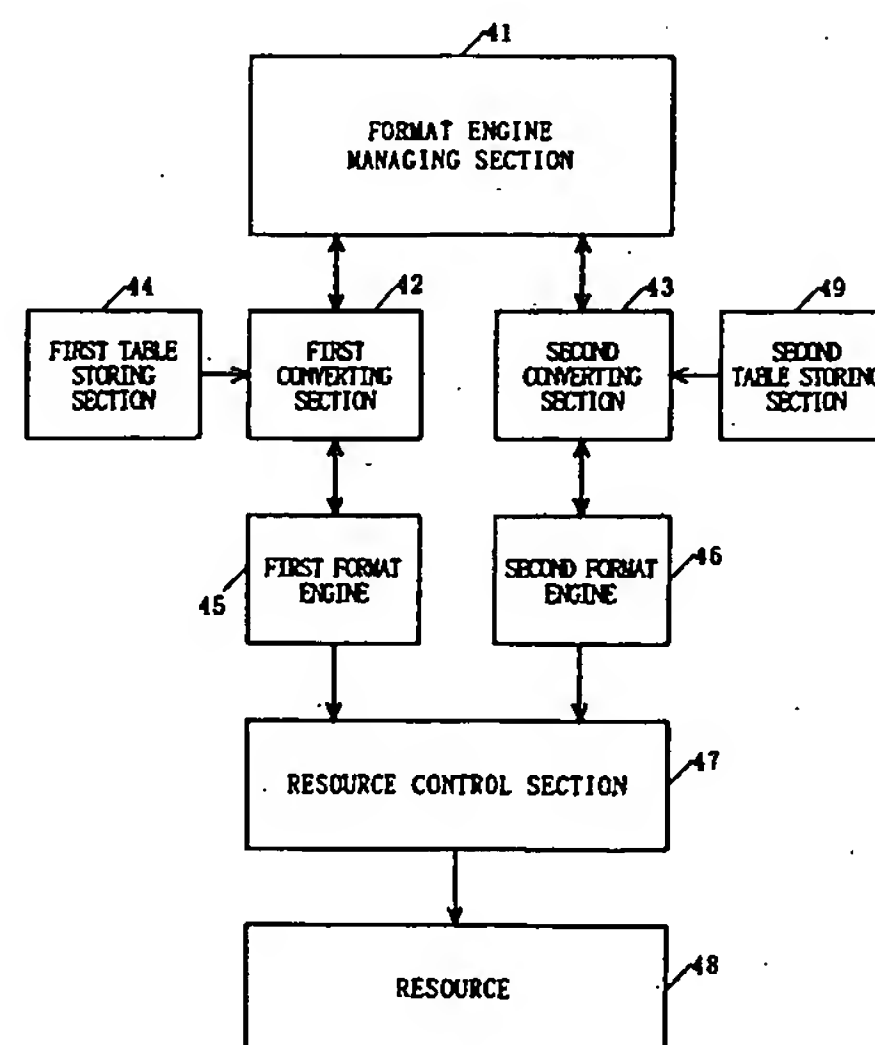 41
FORMAT ENGINE
MANAGING SECTION
44
42
43
49
FIRST TABLE
STORING
SECTION
FIRST
CONVERTING
SECTION
SECOND
CONVERTING
SECTION
SECOND
TABLE STORING
SECTION
FIRST FORMAT
ENGINE
45
SECOND FORMAT
ENGINE
46
RESOURCE CONTROL SECTION
47
RESOURCE
48